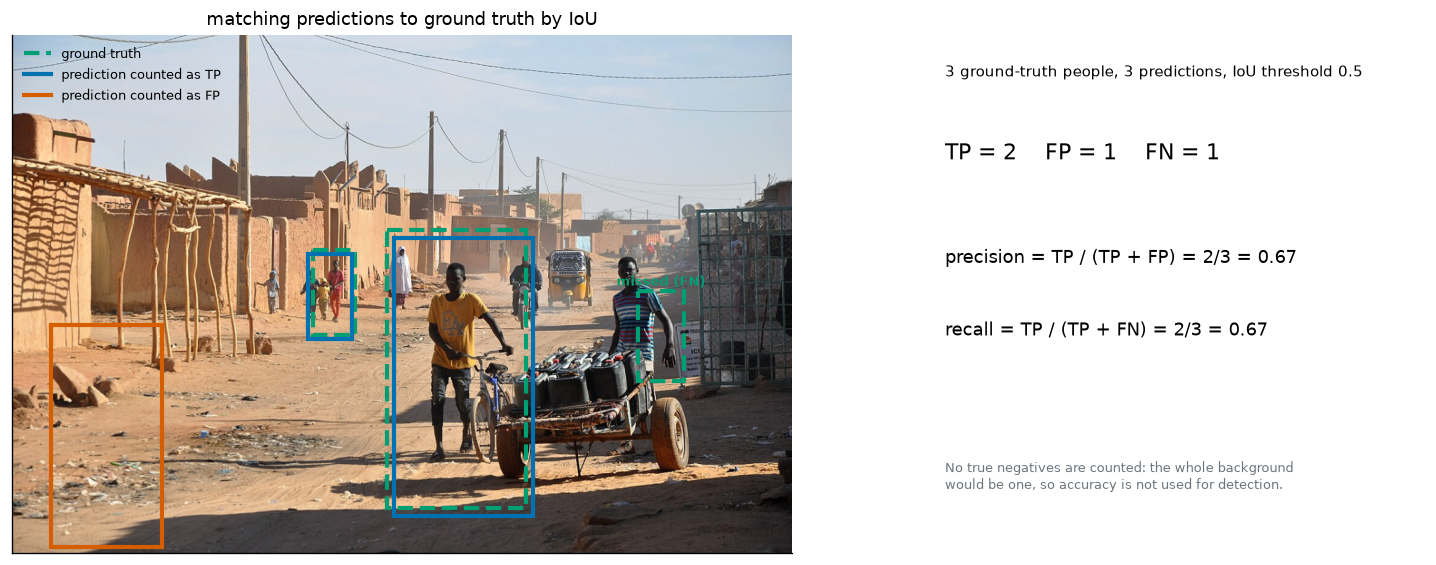 matching predictions to ground truth by IoU
ground truth
prediction counted as TP
prediction counted as FP
missed (FN)
3 ground-truth people, 3 predictions, IoU threshold 0.5
TP = 2    FP = 1    FN = 1
precision = TP / (TP + FP) = 2/3 = 0.67
recall = TP / (TP + FN) = 2/3 = 0.67
No true negatives are counted: the whole background
would be one, so accuracy is not used for detection.